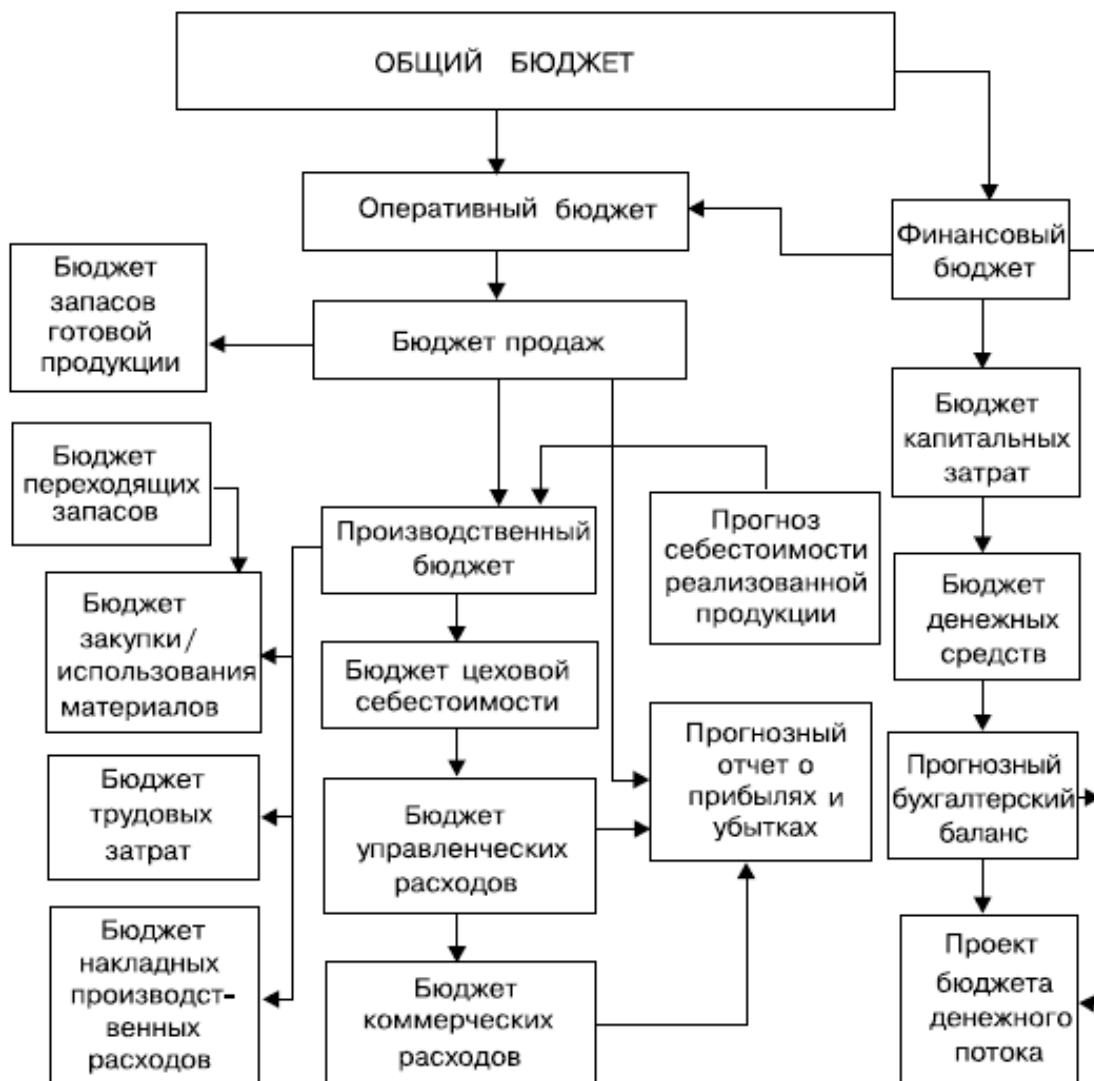 ОБЩИЙ БЮДЖЕТ
Оперативный бюджет
Финансовый
бюджет
Бюджет
запасов
готовой
продукции
Бюджет продаж
Бюджет
капитальных
затрат
Бюджет
переходящих
запасов
Производственный
бюджет
Прогноз
себестоимости
реализованной
продукции
Бюджет
денежных
средств
Бюджет
закупки/
использования
материалов
Бюджет цеховой
себестоимости
Прогнозный
отчет о
прибылях и
убытках
Прогнозный
бухгалтерский
баланс
Бюджет
трудовых
затрат
Бюджет
управленческих
расходов
Бюджет
накладных
производст-
венных
расходов
Бюджет
коммерческих
расходов
Проект
бюджета
денежного
потока